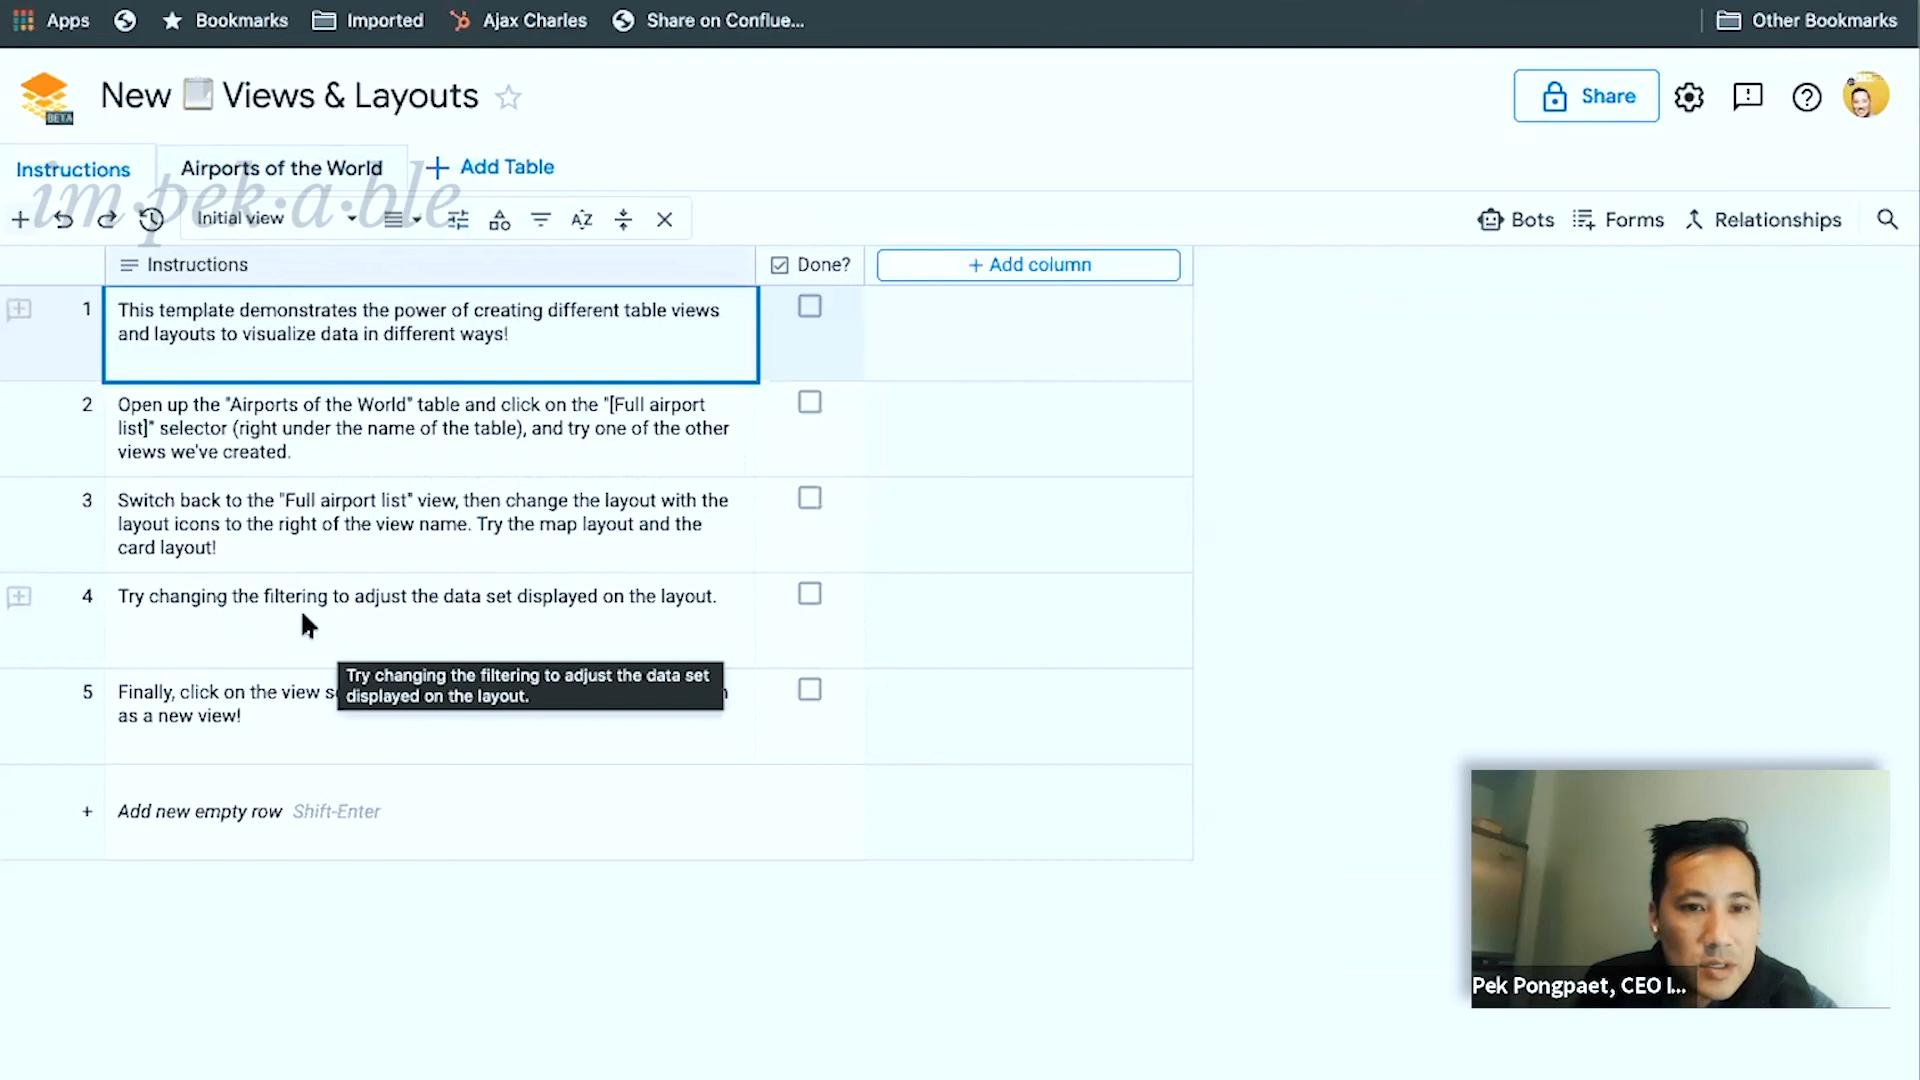 Apps
Bookmarks
Imported
Ajax Charles
Share on Conflue...
Other Bookmarks
BETA
New Views & Layouts
Share
Instructions
Airports of the World
+ Add Table
im·pek·a·ble
Initial view
Bots
Forms
Relationships
Instructions
Done?
+ Add column
1
This template demonstrates the power of creating different table views
and layouts to visualize data in different ways!
2
Open up the "Airports of the World" table and click on the "[Full airport
list]" selector (right under the name of the table), and try one of the other
views we've created.
3
Switch back to the "Full airport list" view, then change the layout with the
layout icons to the right of the view name. Try the map layout and the
card layout!
4
Try changing the filtering to adjust the data set displayed on the layout.
Try changing the filtering to adjust the data set
displayed on the layout.
5
Finally, click on the view
as a new view!
+ Add new empty row Shift-Enter
Pek Pongpaet, CEO I...